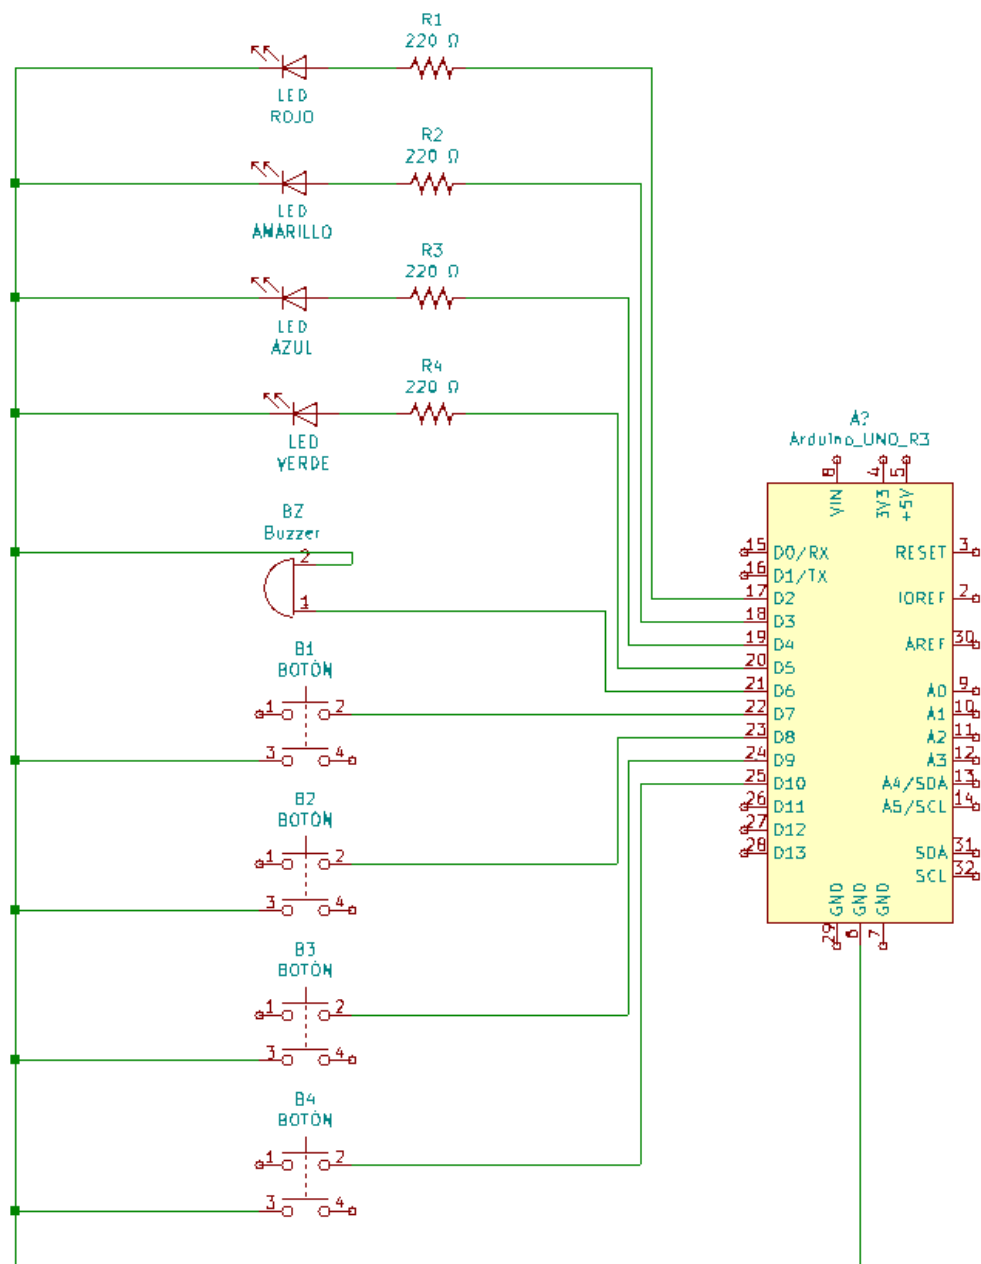 R1
220 Ω
LED
ROJO
R2
220 Ω
LED
AMARILLO
R3
220 Ω
LED
AZUL
R4
220 Ω
LED
VERDE
BZ
Buzzer
2
1
B1
BOTÓN
1 2
3 4
B2
BOTÓN
1 2
3 4
B3
BOTÓN
1 2
3 4
B4
BOTÓN
1 2
3 4
A?
Arduino_UNO_R3
8 4 5
VIN 3V3 +5V
15 D0/RX RESET 3
16 D1/TX
17 D2 IOREF 2
18 D3
19 D4 AREF 30
20 D5
21 D6 A0 9
22 D7 A1 10
23 D8 A2 11
24 D9 A3 12
25 D10 A4/SDA 13
26 D11 A5/SCL 14
27 D12
28 D13 SDA 31
SCL 32
GND GND GND
29 6 7